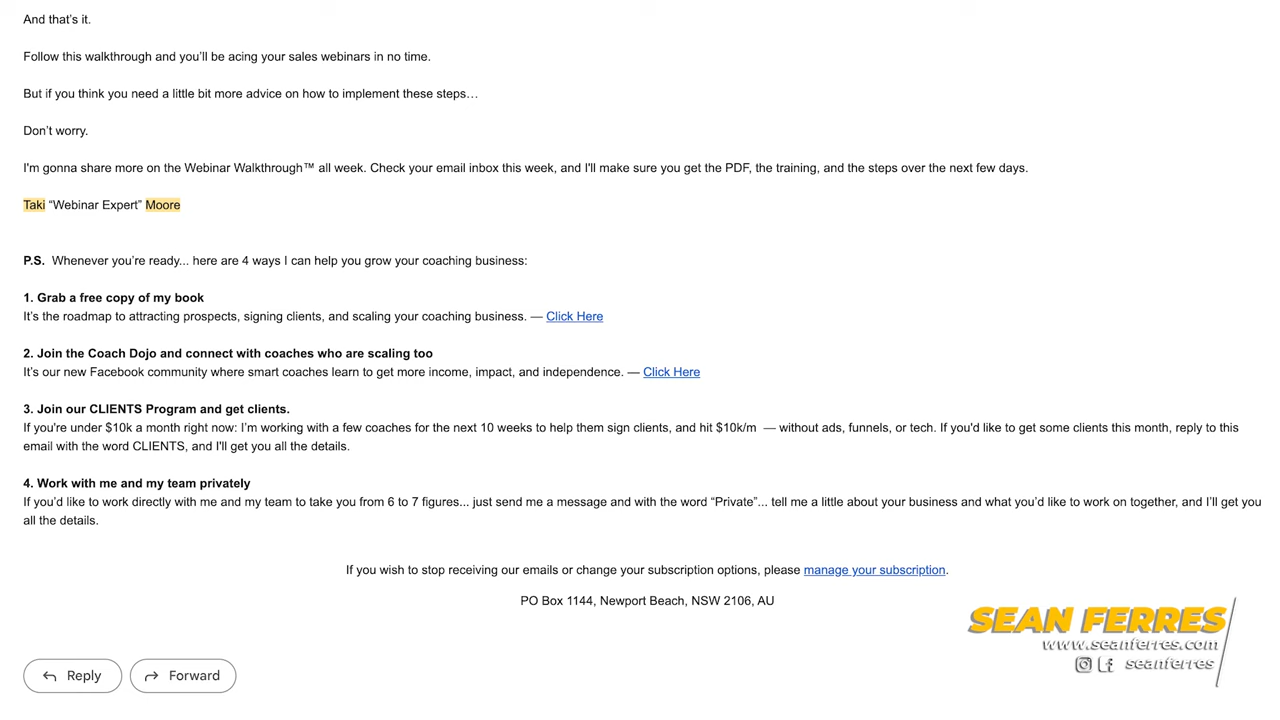 And that’s it.
Follow this walkthrough and you’ll be acing your sales webinars in no time.
But if you think you need a little bit more advice on how to implement these steps…
Don’t worry.
I'm gonna share more on the Webinar Walkthrough™ all week. Check your email inbox this week, and I'll make sure you get the PDF, the training, and the steps over the next few days.
Taki “Webinar Expert” Moore
P.S. Whenever you’re ready... here are 4 ways I can help you grow your coaching business:
1. Grab a free copy of my book
It’s the roadmap to attracting prospects, signing clients, and scaling your coaching business. — Click Here
2. Join the Coach Dojo and connect with coaches who are scaling too
It’s our new Facebook community where smart coaches learn to get more income, impact, and independence. — Click Here
3. Join our CLIENTS Program and get clients.
If you're under $10k a month right now: I’m working with a few coaches for the next 10 weeks to help them sign clients, and hit $10k/m — without ads, funnels, or tech. If you'd like to get some clients this month, reply to this
email with the word CLIENTS, and I'll get you all the details.
4. Work with me and my team privately
If you’d like to work directly with me and my team to take you from 6 to 7 figures... just send me a message and with the word “Private”... tell me a little about your business and what you’d like to work on together, and I’ll get you
all the details.
If you wish to stop receiving our emails or change your subscription options, please manage your subscription.
PO Box 1144, Newport Beach, NSW 2106, AU
SEAN FERRES
www.seanferres.com
seanferres
Reply Forward